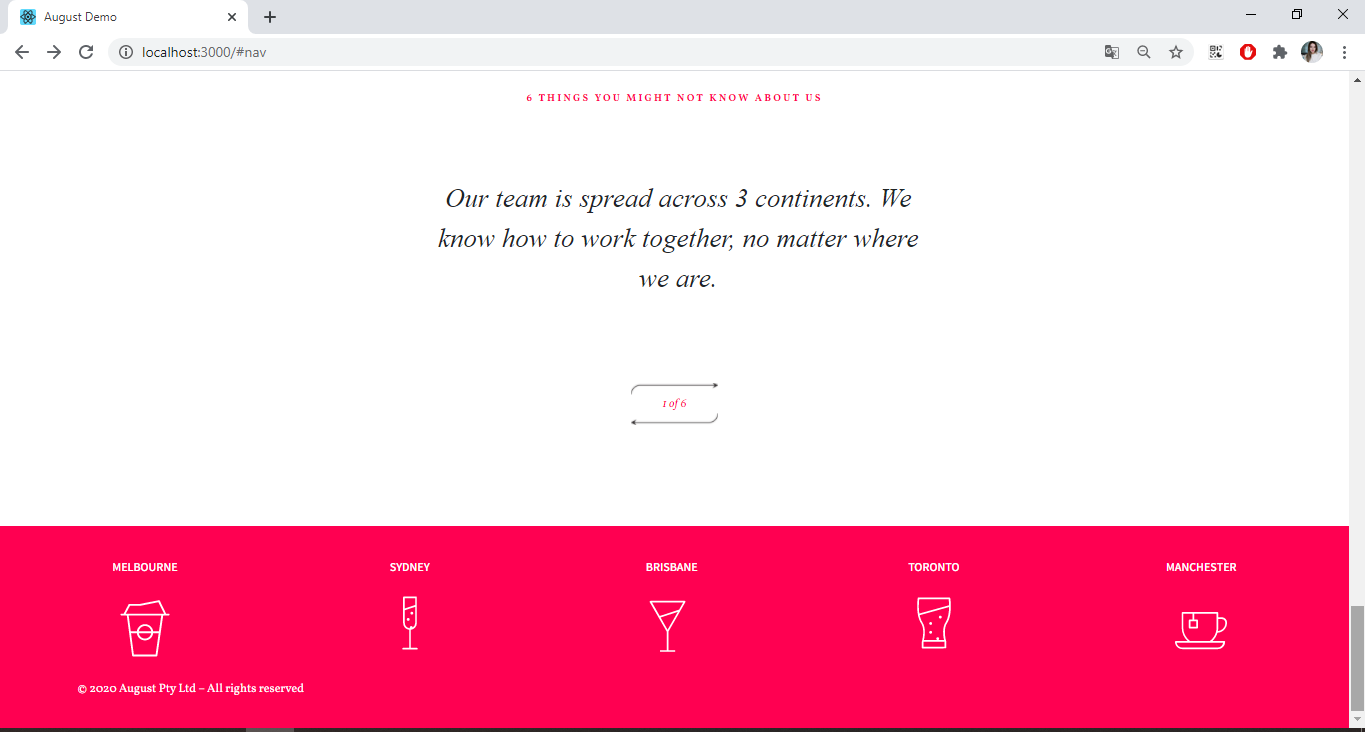 August Demo
localhost:3000/#nav
6 THINGS YOU MIGHT NOT KNOW ABOUT US
Our team is spread across 3 continents. We
know how to work together, no matter where
we are.
1 of 6
MELBOURNE SYDNEY BRISBANE TORONTO MANCHESTER
© 2020 August Pty Ltd – All rights reserved